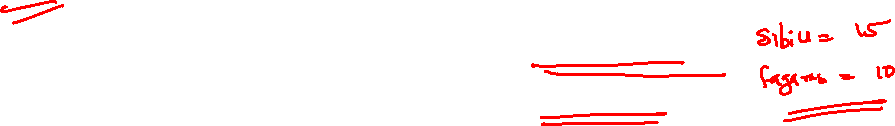 Sibiu = 15
fagaras = 10